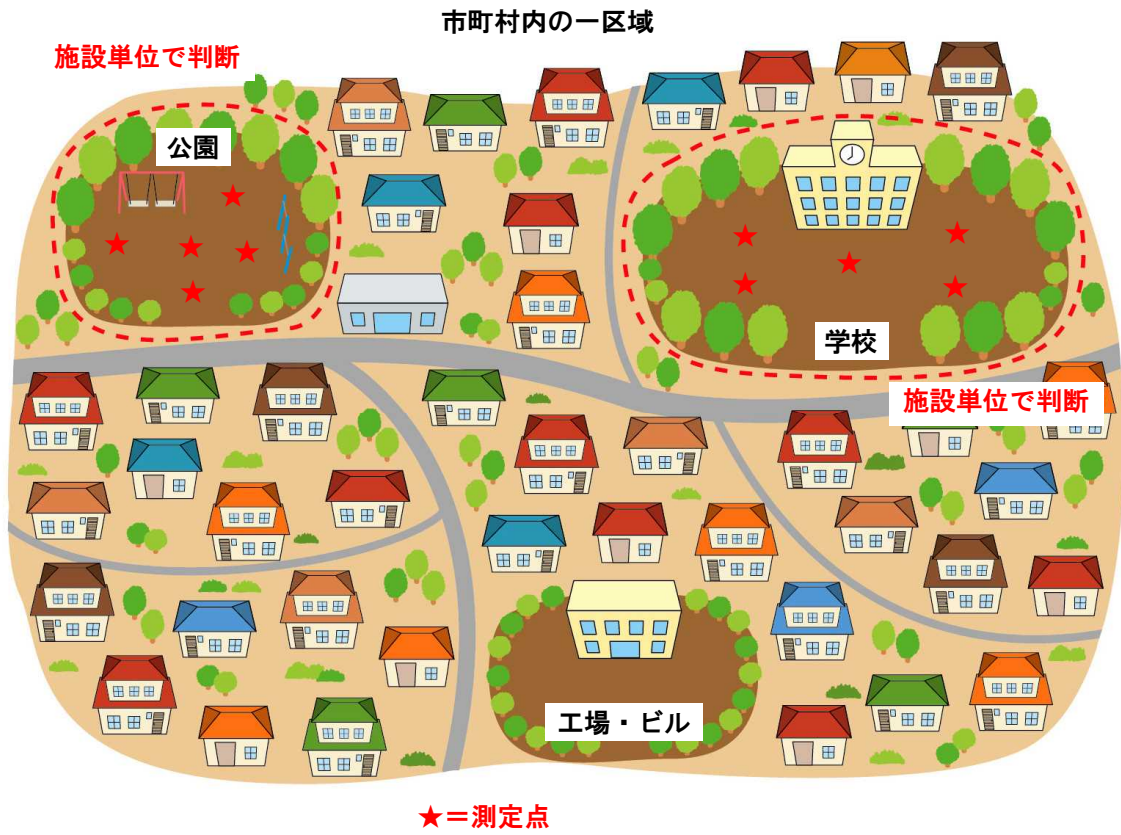 市町村内の一区域
施設単位で判断
公園
学校
施設単位で判断
工場・ビル
★＝測定点